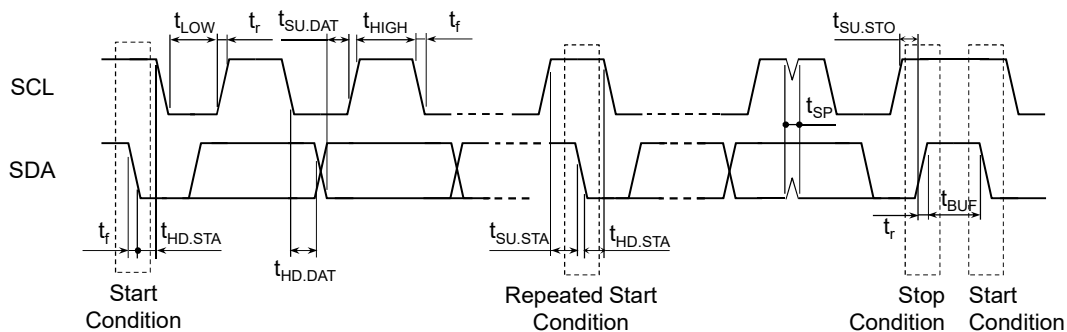 tLOW tr tSU.DAT tHIGH tf tSU.STO
SCL
tSP
SDA
tBUF
tf tHD.STA tSU.STA tHD.STA tr
tHD.DAT
Start
Condition
Repeated Start
Condition
Stop
Condition
Start
Condition